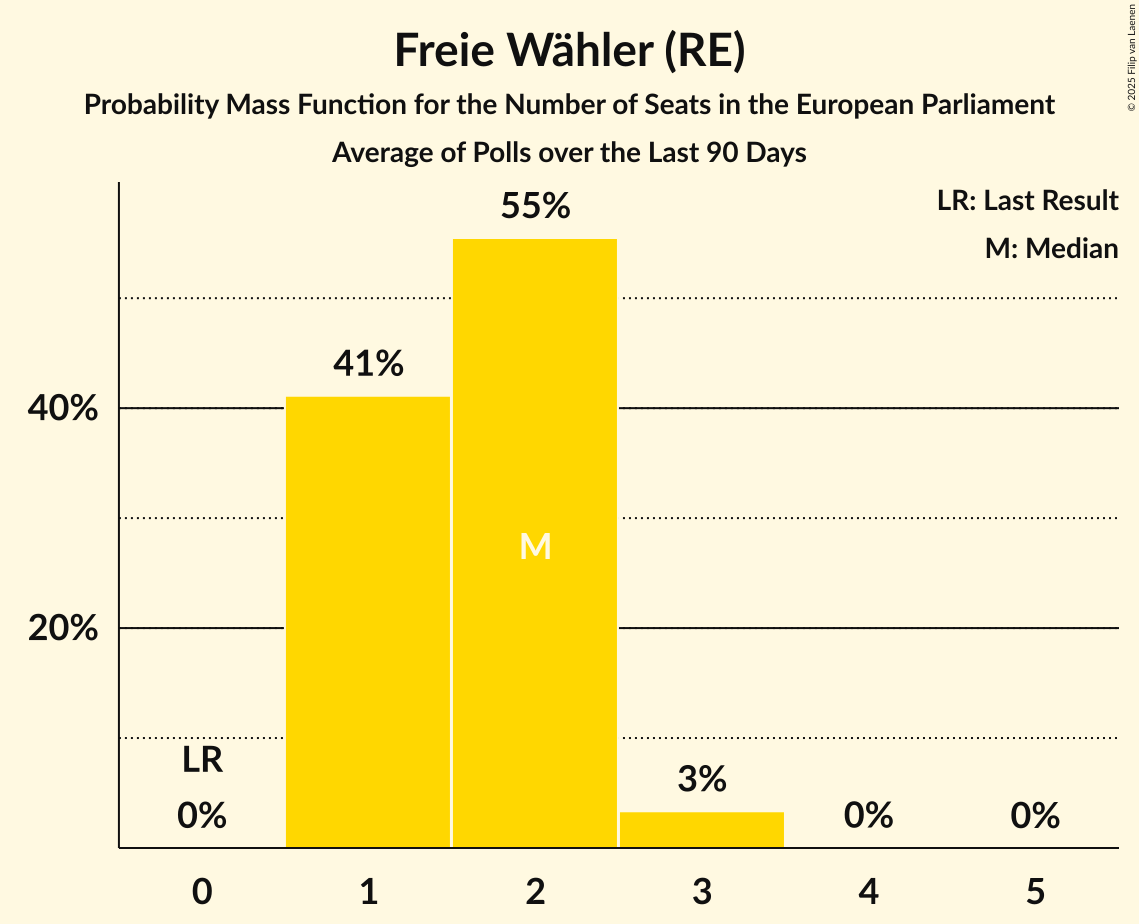 Freie Wähler (RE)
Probability Mass Function for the Number of Seats in the European Parliament
Average of Polls over the Last 90 Days
© 2025 Filip van Laenen
LR: Last Result
M: Median
55%
41%
40%
M
20%
LR
0%
3%
0%
0%
0 1 2 3 4 5